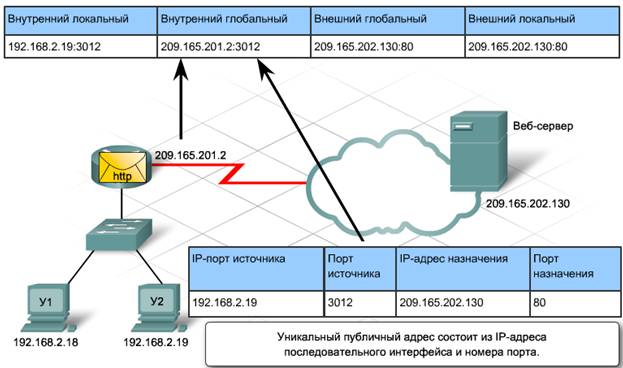 Внутренний локальный Внутренний глобальный Внешний глобальный Внешний локальный
192.168.2.19:3012 209.165.201.2:3012 209.165.202.130:80 209.165.202.130:80
Веб-сервер
209.165.201.2
http
209.165.202.130
IP-порт источника Порт источника IP-адрес назначения Порт назначения
192.168.2.19 3012 209.165.202.130 80
У1 У2
192.168.2.18 192.168.2.19
Уникальный публичный адрес состоит из IP-адреса
последовательного интерфейса и номера порта.